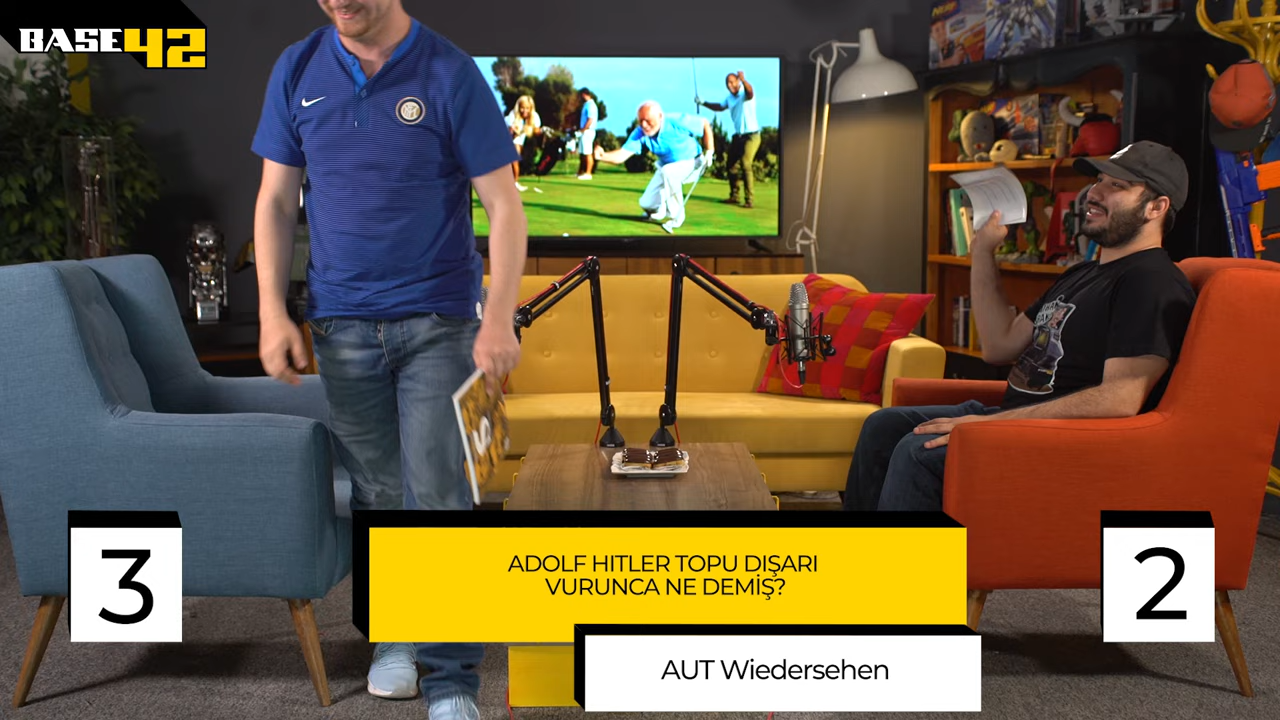 BASE42
3
ADOLF HITLER TOPU DIŞARI
VURUNCA NE DEMİŞ?
2
AUT Wiedersehen